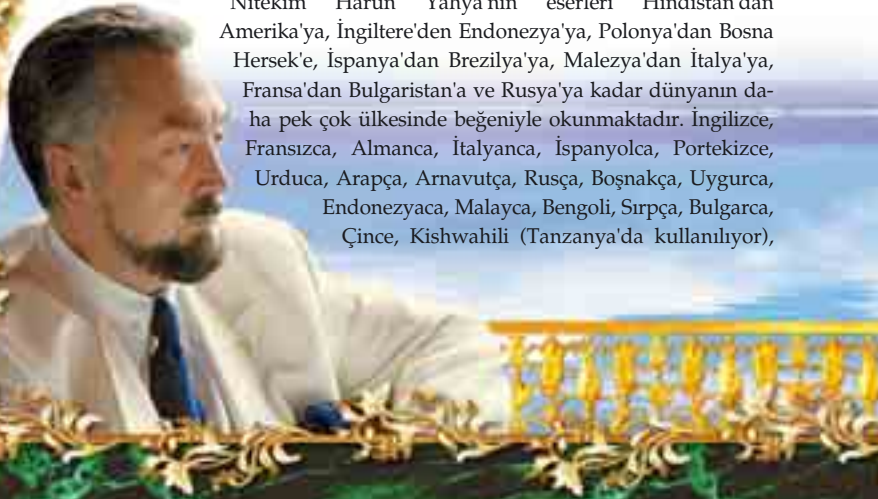 Nitekim Harun Yahya'nın eserleri Hindistan'dan
Amerika'ya, İngiltere'den Endonezya'ya, Polonya'dan Bosna
Hersek'e, İspanya'dan Brezilya'ya, Malezya'dan İtalya'ya,
Fransa'dan Bulgaristan'a ve Rusya'ya kadar dünyanın da-
ha pek çok ülkesinde beğeniyle okunmaktadır. İngilizce,
Fransızca, Almanca, İtalyanca, İspanyolca, Portekizce,
Urduca, Arapça, Arnavutça, Rusça, Boşnakça, Uygurca,
Endonezyaca, Malayca, Bengoli, Sırpça, Bulgarca,
Çince, Kishwahili (Tanzanya'da kullanılıyor),